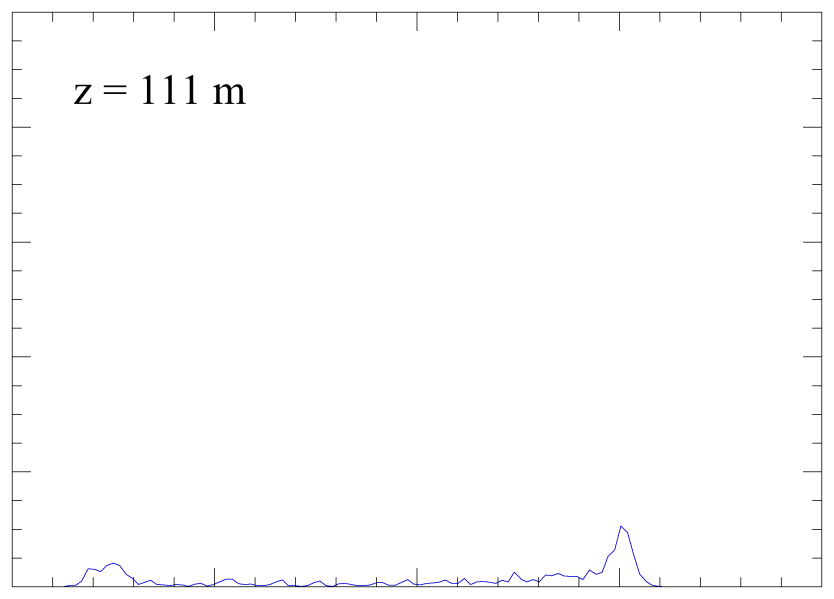 z = 111 m